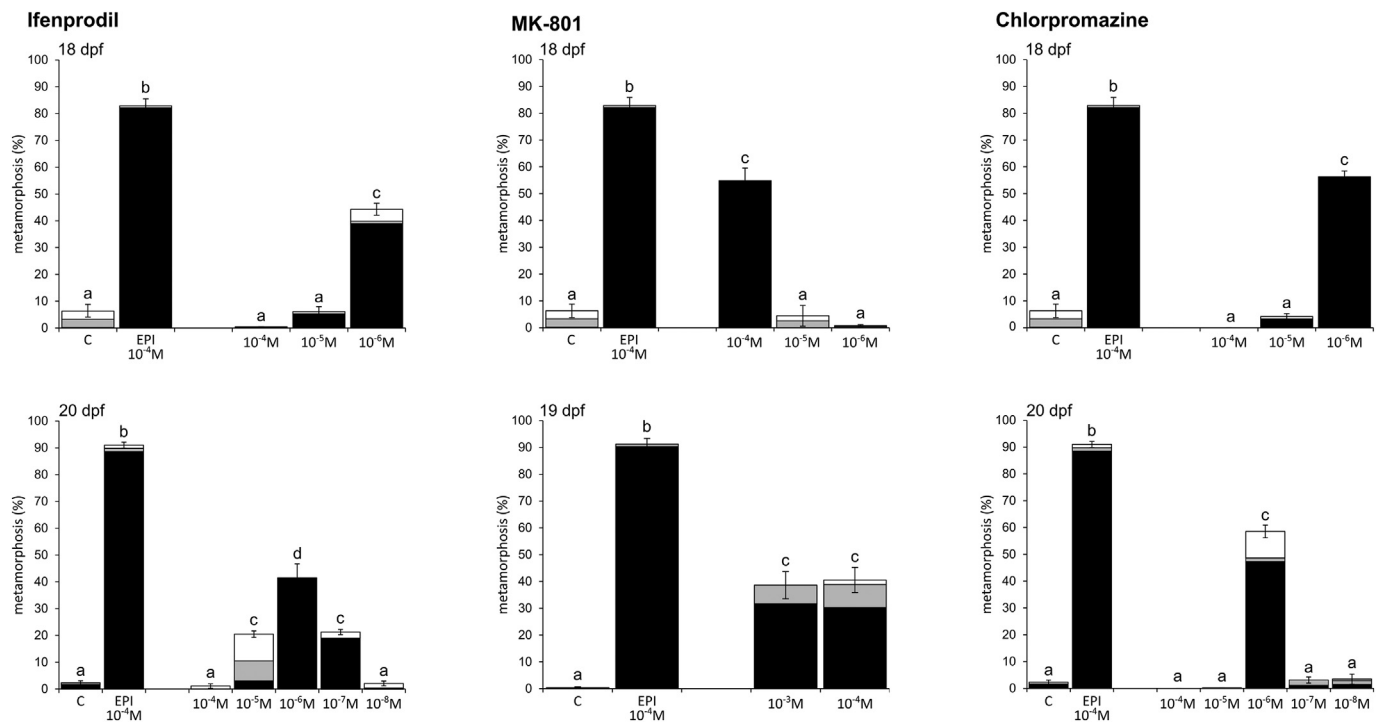 Ifenprodil
MK-801
Chlorpromazine
18 dpf
metamorphosis (%)
100
90
80
70
60
50
40
30
20
10
0
a
b
a
a
c
C
EPI
10⁻⁴M
10⁻⁴M
10⁻⁵M
10⁻⁶M
18 dpf
metamorphosis (%)
100
90
80
70
60
50
40
30
20
10
0
a
b
c
a
a
C
EPI
10⁻⁴M
10⁻⁴M
10⁻⁵M
10⁻⁶M
18 dpf
metamorphosis (%)
100
90
80
70
60
50
40
30
20
10
0
a
b
a
a
c
C
EPI
10⁻⁴M
10⁻⁴M
10⁻⁵M
10⁻⁶M
20 dpf
metamorphosis (%)
100
90
80
70
60
50
40
30
20
10
0
a
b
a
c
d
c
a
C
EPI
10⁻⁴M
10⁻⁴M
10⁻⁵M
10⁻⁶M
10⁻⁷M
10⁻⁸M
19 dpf
metamorphosis (%)
100
90
80
70
60
50
40
30
20
10
0
a
b
c
c
C
EPI
10⁻⁴M
10⁻³M
10⁻⁴M
20 dpf
metamorphosis (%)
100
90
80
70
60
50
40
30
20
10
0
a
b
a
a
c
a
a
C
EPI
10⁻⁴M
10⁻⁴M
10⁻⁵M
10⁻⁶M
10⁻⁷M
10⁻⁸M